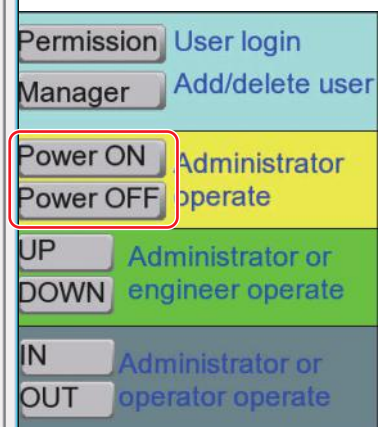 Permission User login
Manager Add/delete user
Power ON Administrator
Power OFF operate
UP Administrator or
DOWN engineer operate
IN Administrator or
OUT operator operate